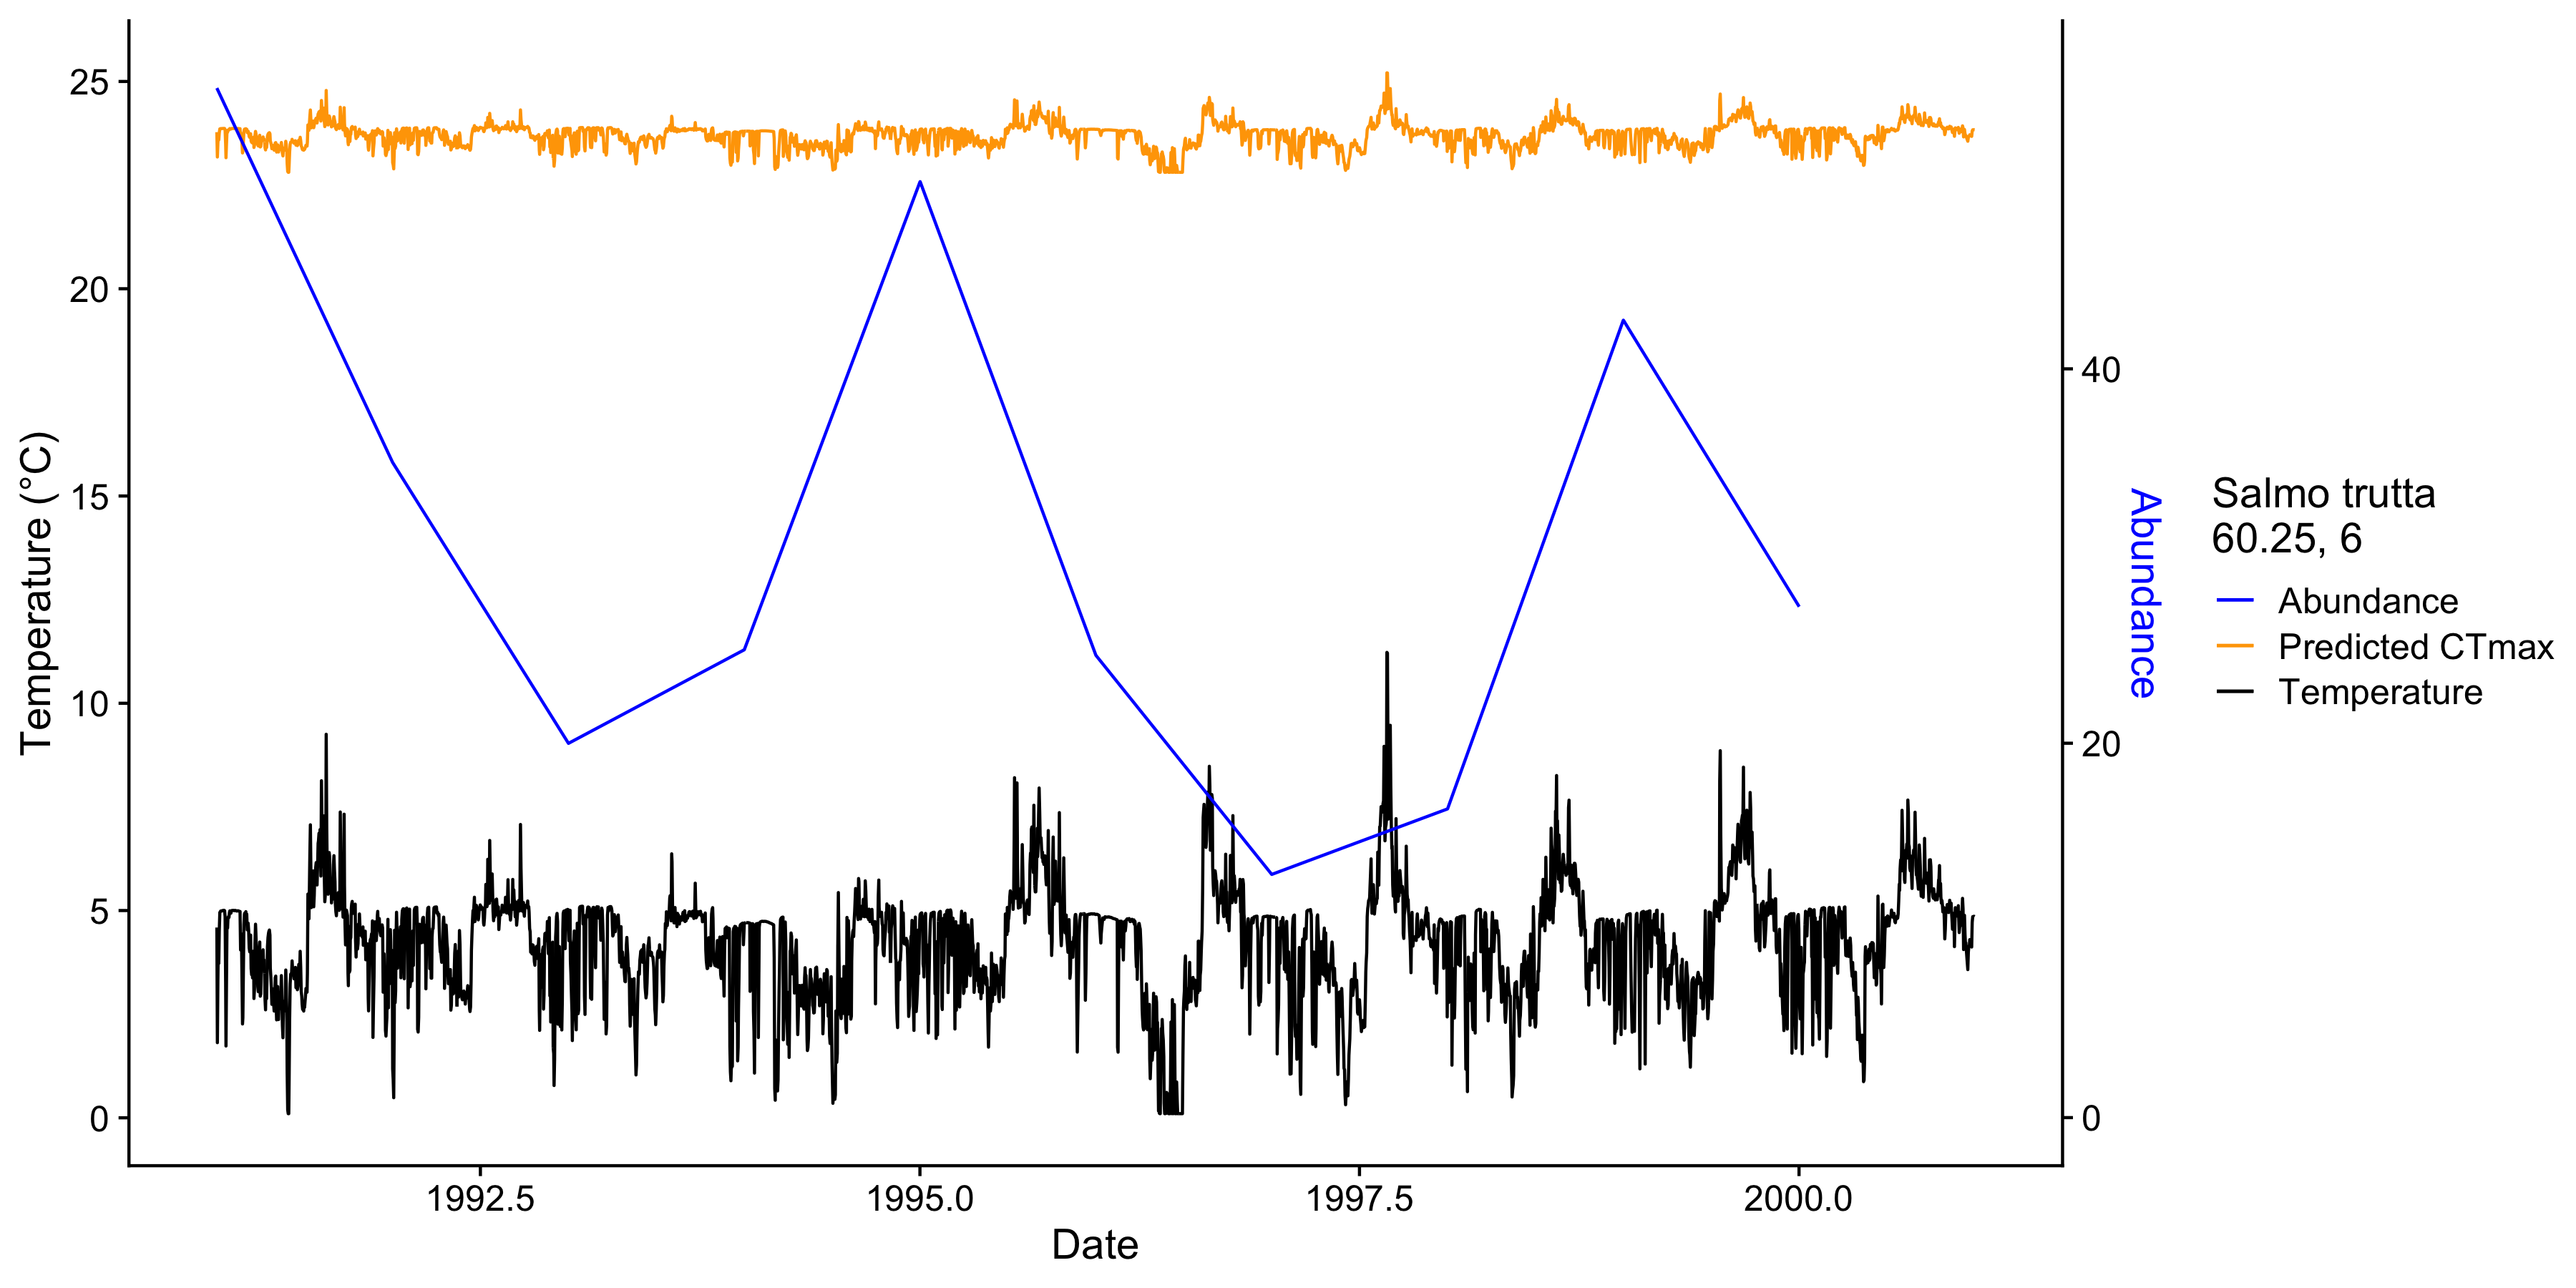 25
20
15
10
5
0
Temperature (°C)
1992.5
1995.0
1997.5
2000.0
Date
40
20
0
Abundance
Salmo trutta
60.25, 6
Abundance
Predicted CTmax
Temperature